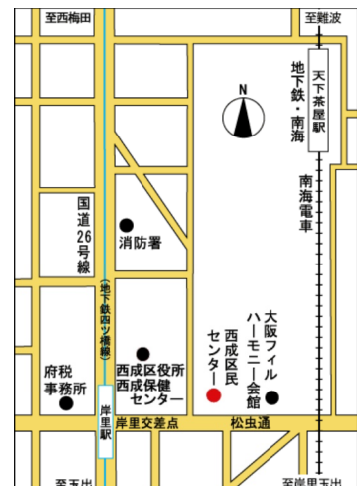 至西梅田
至難波
天下茶屋駅
地下鉄・南海
N
南海電車
国道26号線
消防署
(地下鉄四ツ橋線)
大阪フィル
ハーモニー会館
西成区民
センター
西成区役所
西成保健
センター
府税
事務所
岸里駅
岸里交差点
松虫通
至玉出
至岸里玉出